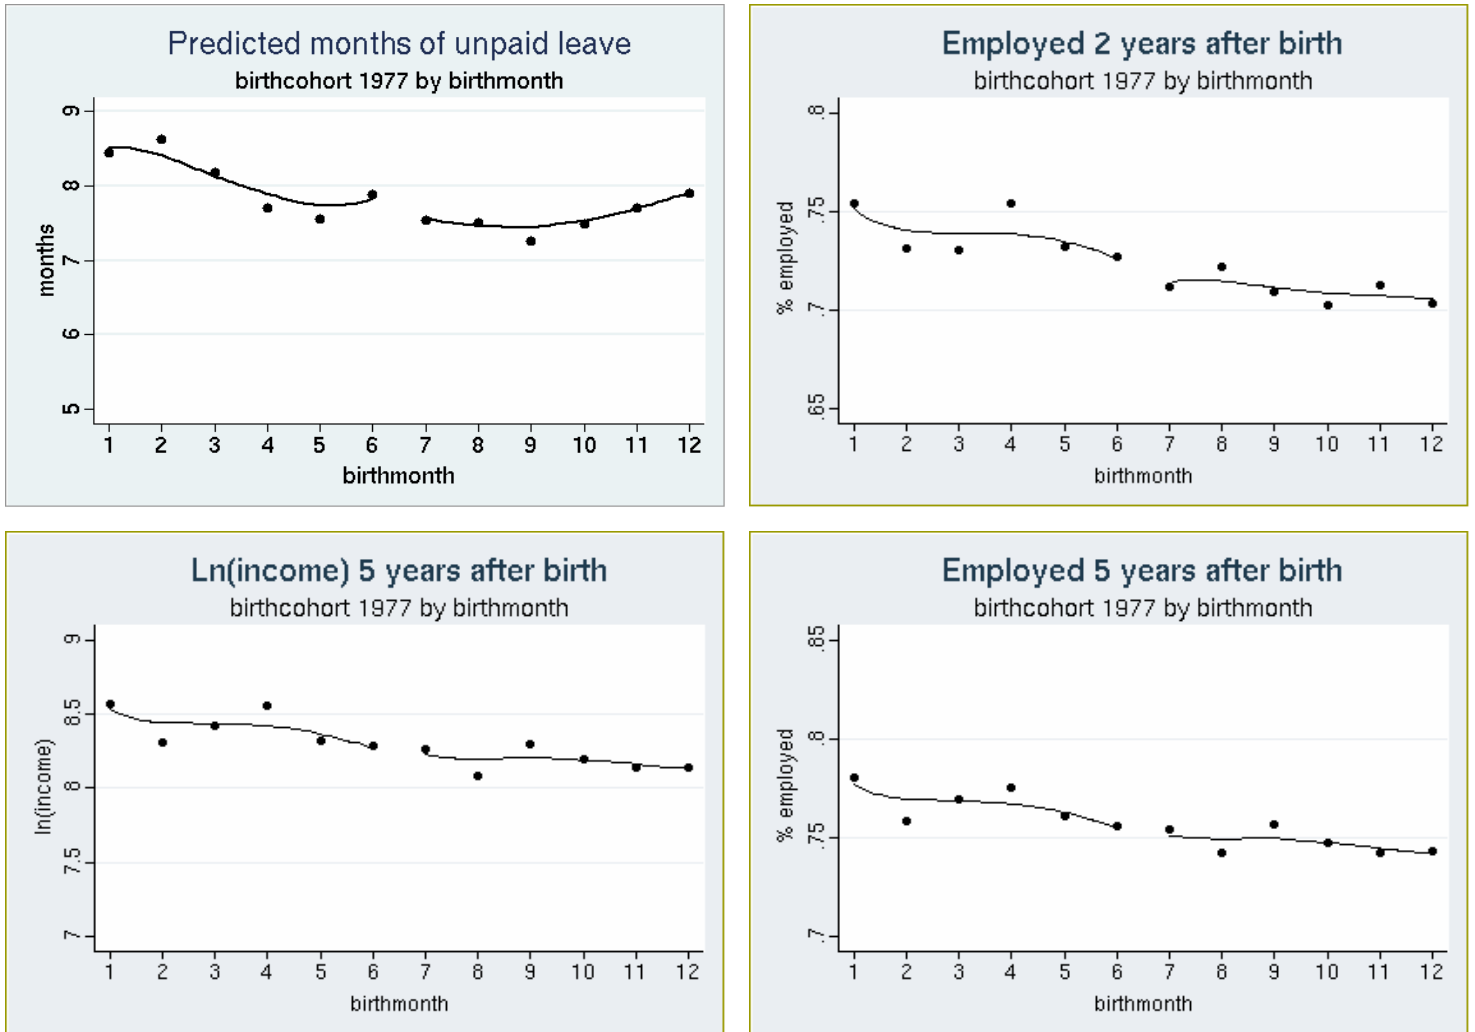 Predicted months of unpaid leave
birthcohort 1977 by birthmonth
months
9
8
7
6
5
1 2 3 4 5 6 7 8 9 10 11 12
birthmonth
Employed 2 years after birth
birthcohort 1977 by birthmonth
% employed
.8
.75
.7
.65
1 2 3 4 5 6 7 8 9 10 11 12
birthmonth
Ln(income) 5 years after birth
birthcohort 1977 by birthmonth
ln(income)
9
8.5
8
7.5
7
1 2 3 4 5 6 7 8 9 10 11 12
birthmonth
Employed 5 years after birth
birthcohort 1977 by birthmonth
% employed
.85
.8
.75
.7
1 2 3 4 5 6 7 8 9 10 11 12
birthmonth